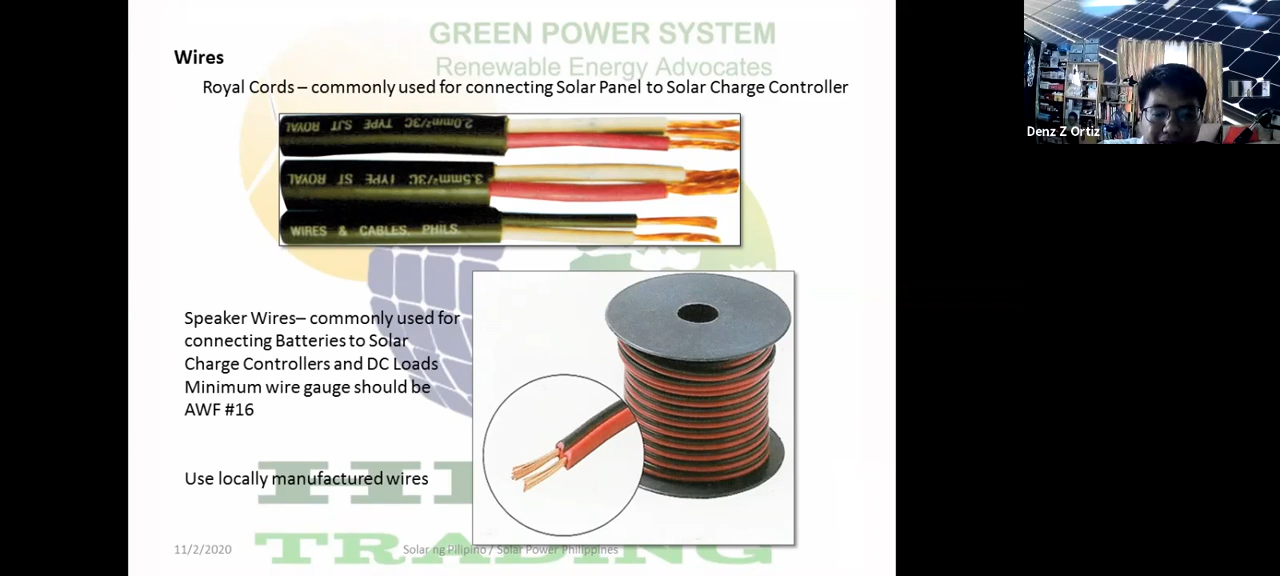 GREEN POWER SYSTEM
Renewable Energy Advocates
Wires
Royal Cords – commonly used for connecting Solar Panel to Solar Charge Controller
2.0mm²/3C TYPE SJT ROYAL
3.5mm²/3C TYPE ST ROYAL
WIRES & CABLES, PHILS.
Speaker Wires– commonly used for
connecting Batteries to Solar
Charge Controllers and DC Loads
Minimum wire gauge should be
AWF #16
Use locally manufactured wires
TRADING
11/2/2020
Solar ng Pilipino / Solar Power Philippines
Denz Z Ortiz